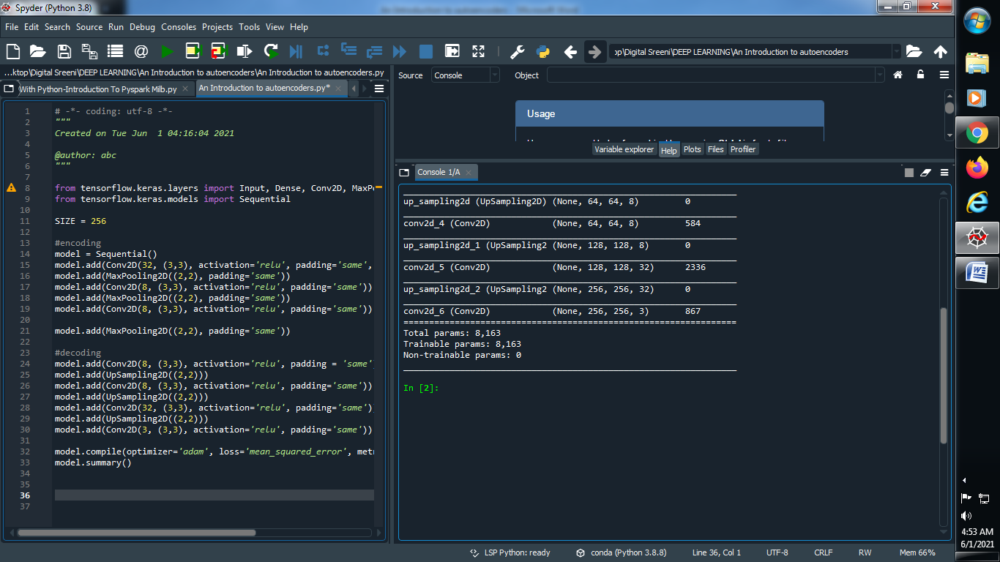 An Introduction to autoencoders - Microsoft Word
Spyder (Python 3.8)
File Edit Search Source Run Debug Consoles Projects Tools View Help
op\Digital Sreeni\DEEP LEARNING\An Introduction to autoencoders
...ktop\Digital Sreeni\DEEP LEARNING\An Introduction to autoencoders\An Introduction to autoencoders.py
With Python-Introduction To Pyspark Milb.py An Introduction to autoencoders.py*
1 # -*- coding: utf-8 -*-
2 """
3 Created on Tue Jun  1 04:16:04 2021
4
5 @author: abc
6 """
7
8 from tensorflow.keras.layers import Input, Dense, Conv2D, MaxPo
9 from tensorflow.keras.models import Sequential
10
11 SIZE = 256
12
13 #encoding
14 model = Sequential()
15 model.add(Conv2D(32, (3,3), activation='relu', padding='same',
16 model.add(MaxPooling2D((2,2), padding='same'))
17 model.add(Conv2D(8, (3,3), activation='relu', padding='same'))
18 model.add(MaxPooling2D((2,2), padding='same'))
19 model.add(Conv2D(8, (3,3), activation='relu', padding='same'))
20
21 model.add(MaxPooling2D((2,2), padding='same'))
22
23 #decoding
24 model.add(Conv2D(8, (3,3), activation='relu', padding = 'same'
25 model.add(UpSampling2D((2,2)))
26 model.add(Conv2D(8, (3,3), activation='relu', padding='same'))
27 model.add(UpSampling2D((2,2)))
28 model.add(Conv2D(32, (3,3), activation='relu', padding='same')
29 model.add(UpSampling2D((2,2)))
30 model.add(Conv2D(3, (3,3), activation='relu', padding='same'))
31
32 model.compile(optimizer='adam', loss='mean_squared_error', met
33 model.summary()
34
35
36
37
Source Console Object
Usage
Variable explorer Help Plots Files Profiler
Console 1/A
up_sampling2d (UpSampling2D) (None, 64, 64, 8) 0
conv2d_4 (Conv2D) (None, 64, 64, 8) 584
up_sampling2d_1 (UpSampling2 (None, 128, 128, 8) 0
conv2d_5 (Conv2D) (None, 128, 128, 32) 2336
up_sampling2d_2 (UpSampling2 (None, 256, 256, 32) 0
conv2d_6 (Conv2D) (None, 256, 256, 3) 867
=================================================================
Total params: 8,163
Trainable params: 8,163
Non-trainable params: 0
In [2]:
LSP Python: ready conda (Python 3.8.8) Line 36, Col 1 UTF-8 CRLF RW Mem 66%
4:53 AM
6/1/2021